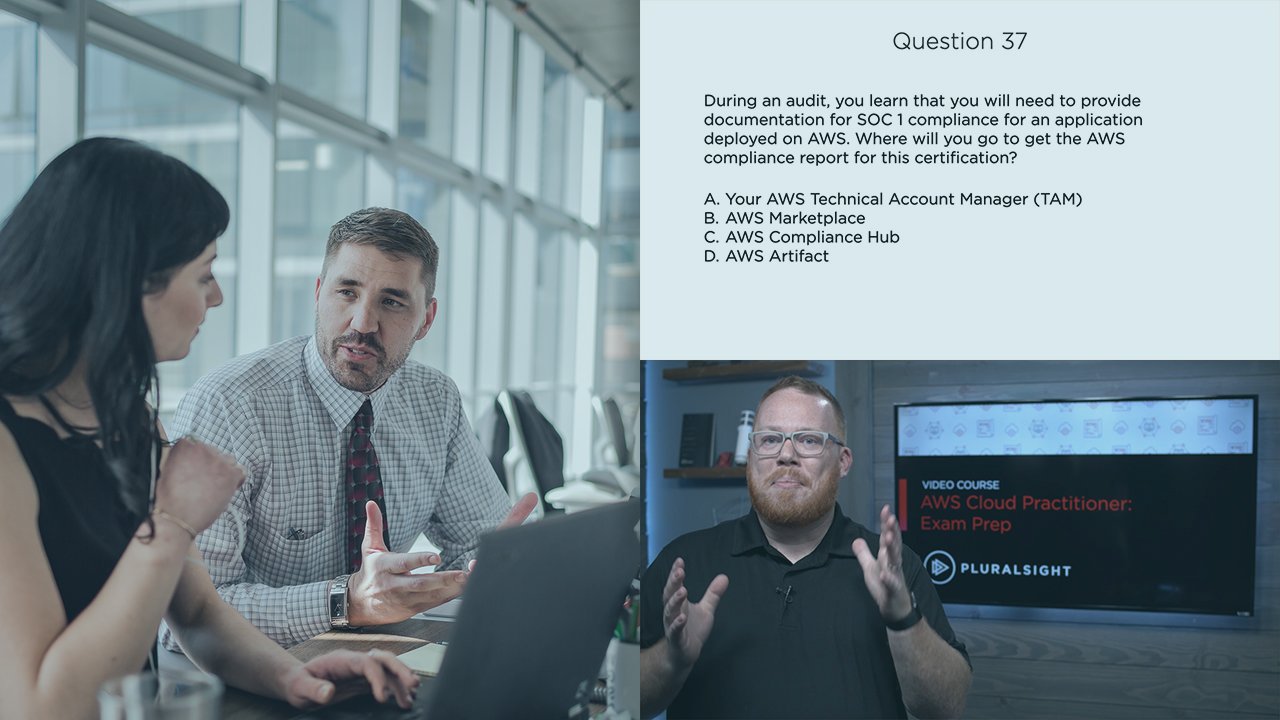 Question 37
During an audit, you learn that you will need to provide
documentation for SOC 1 compliance for an application
deployed on AWS. Where will you go to get the AWS
compliance report for this certification?
A. Your AWS Technical Account Manager (TAM)
B. AWS Marketplace
C. AWS Compliance Hub
D. AWS Artifact
VIDEO COURSE
AWS Cloud Practitioner:
Exam Prep
PLURALSIGHT